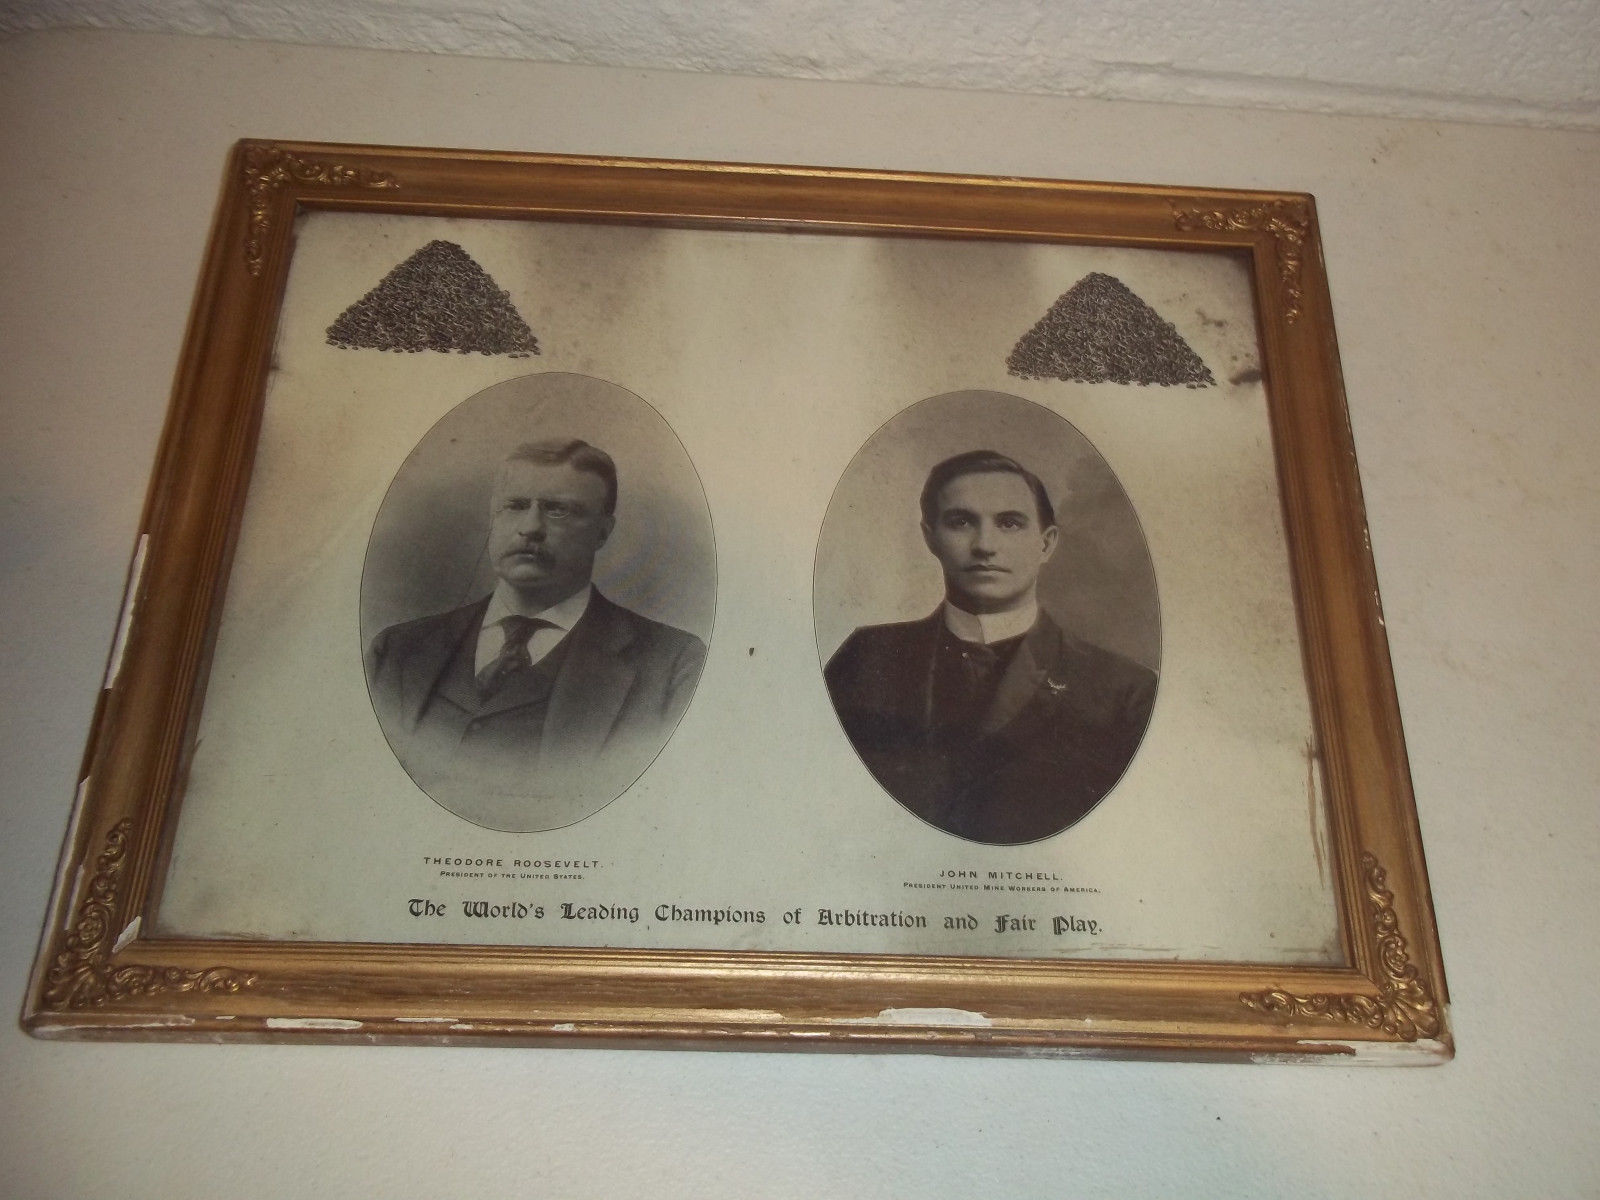 THEODORE ROOSEVELT.
PRESIDENT OF THE UNITED STATES.
JOHN MITCHELL.
PRESIDENT UNITED MINE WORKERS OF AMERICA.
The World's Leading Champions of Arbitration and Fair Play.